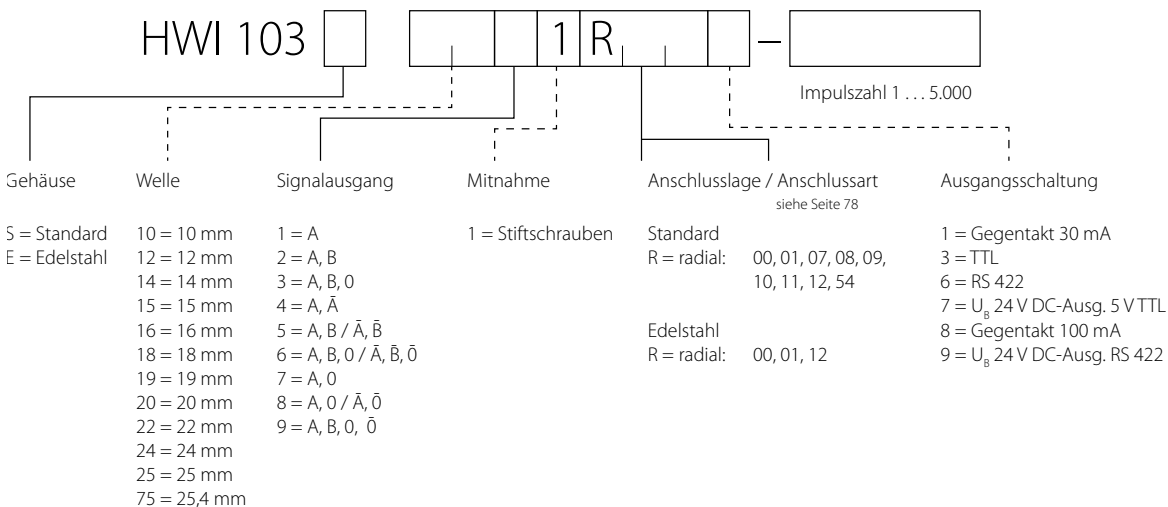 HWI 103 1 R –
Impulszahl 1 . . . 5.000
Gehäuse Welle Signalausgang Mitnahme Anschlusslage / Anschlussart Ausgangsschaltung
siehe Seite 78
S = Standard 10 = 10 mm 1 = A 1 = Stiftschrauben Standard 1 = Gegentakt 30 mA
E = Edelstahl 12 = 12 mm 2 = A, B R = radial: 00, 01, 07, 08, 09, 3 = TTL
14 = 14 mm 3 = A, B, 0 10, 11, 12, 54 6 = RS 422
15 = 15 mm 4 = A, Ā 7 = U_B 24 V DC-Ausg. 5 V TTL
16 = 16 mm 5 = A, B / Ā, B̄ Edelstahl 8 = Gegentakt 100 mA
18 = 18 mm 6 = A, B, 0 / Ā, B̄, 0̄ R = radial: 00, 01, 12 9 = U_B 24 V DC-Ausg. RS 422
19 = 19 mm 7 = A, 0
20 = 20 mm 8 = A, 0 / Ā, 0̄
22 = 22 mm 9 = A, B, 0, 0̄
24 = 24 mm
25 = 25 mm
75 = 25,4 mm